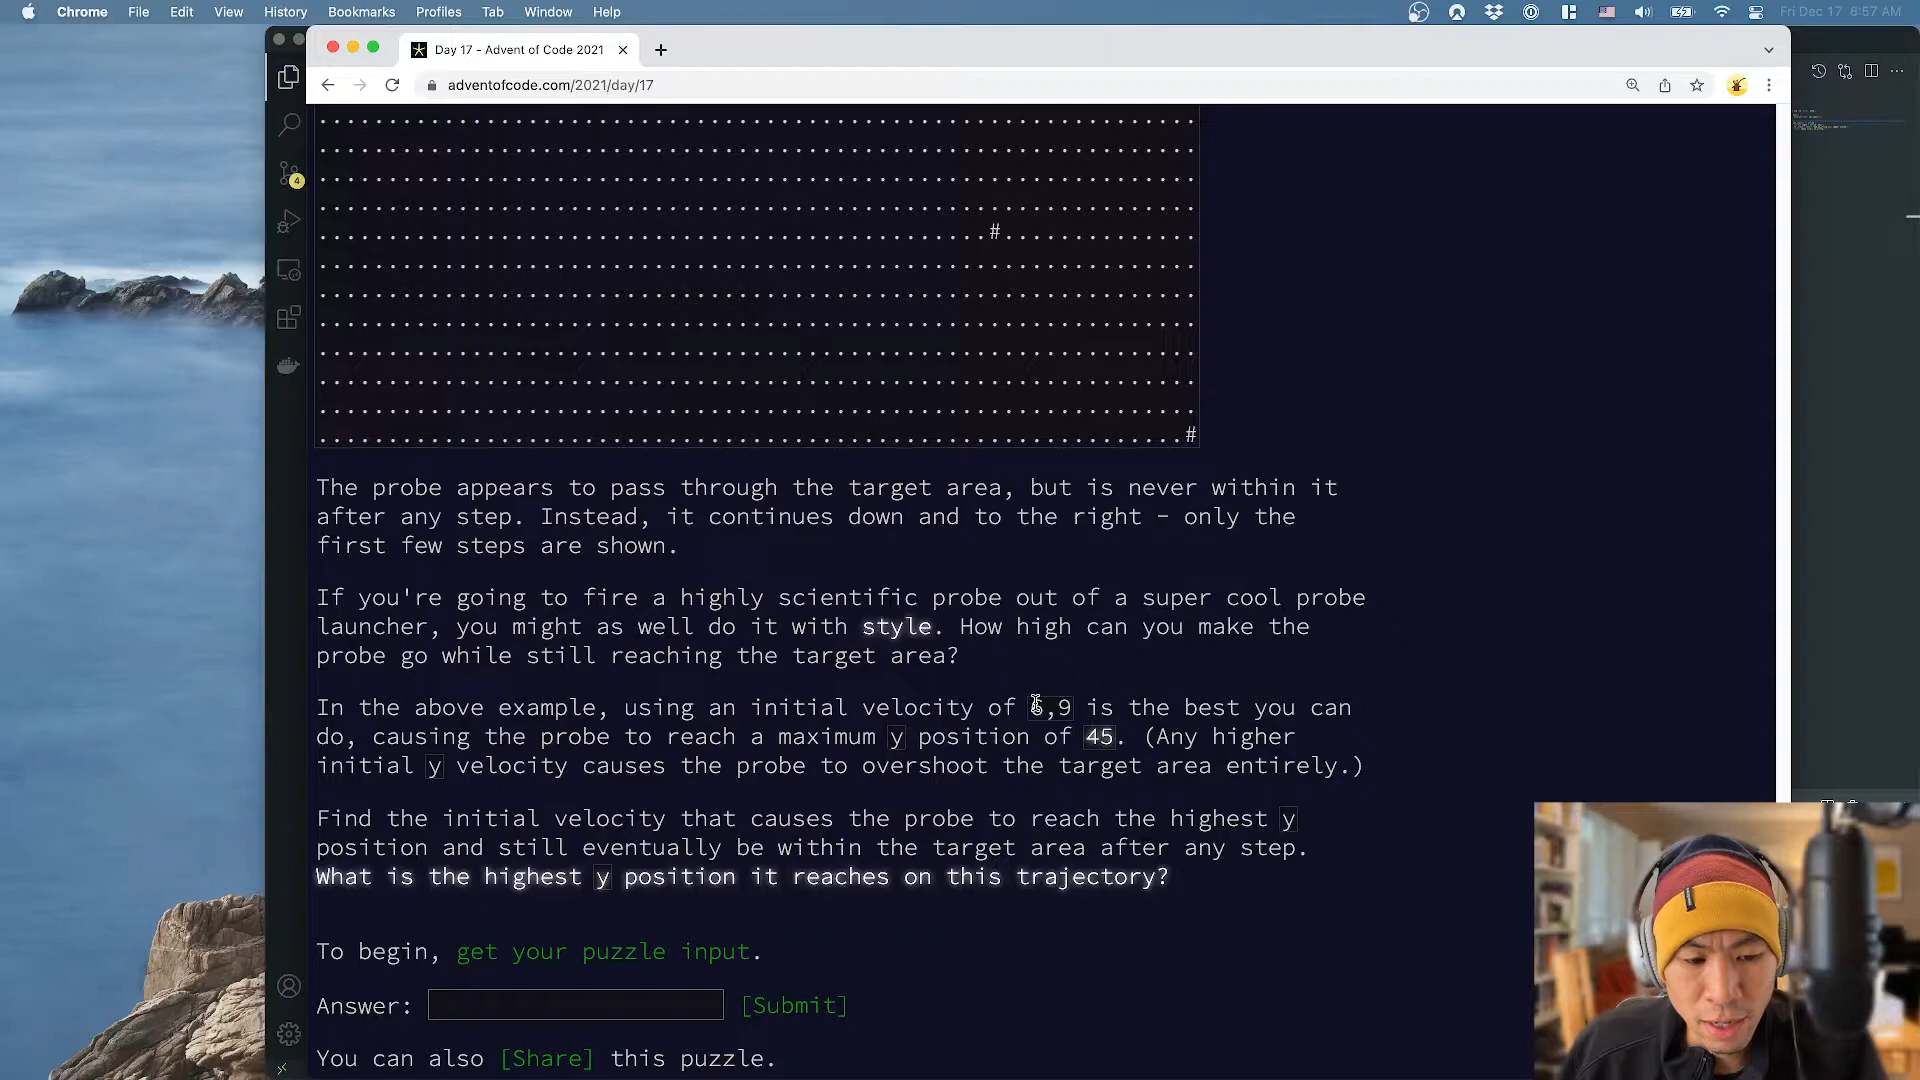 Chrome File Edit View History Bookmarks Profiles Tab Window Help
Fri Dec 17 8:57 AM
Day 17 - Advent of Code 2021
adventofcode.com/2021/day/17
4
#
#
The probe appears to pass through the target area, but is never within it
after any step. Instead, it continues down and to the right - only the
first few steps are shown.
If you're going to fire a highly scientific probe out of a super cool probe
launcher, you might as well do it with style. How high can you make the
probe go while still reaching the target area?
In the above example, using an initial velocity of 6,9 is the best you can
do, causing the probe to reach a maximum y position of 45. (Any higher
initial y velocity causes the probe to overshoot the target area entirely.)
Find the initial velocity that causes the probe to reach the highest y
position and still eventually be within the target area after any step.
What is the highest y position it reaches on this trajectory?
To begin, get your puzzle input.
Answer: [Submit]
You can also [Share] this puzzle.